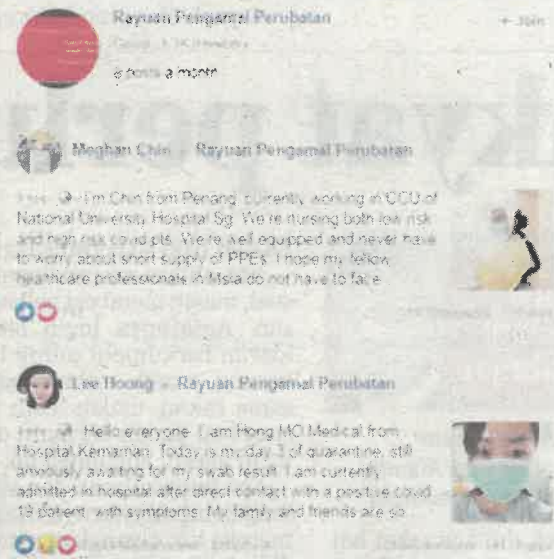 Rayuan Pengamal Perubatan
+ Join
8 posts a month
Meghan Chin Rayuan Pengamal Perubatan
I'm Chin from Penang, currently working in CCU of
National University Hospital Sg. We're nursing both low risk
and high risk covid pts. We're well equipped and never have
to worry about short supply of PPEs. I hope my fellow
healthcare professionals in Msia do not have to face
Lee Hoong Rayuan Pengamal Perubatan
Hello everyone. I am Hong MO Medical from
Hospital Kemaman. Today is my day 3 of quarantine, still
anxiously awaiting for my swab result. I am currently
admitted in hospital after direct contact with a positive covid
19 patient, with symptoms. My family and friends are so